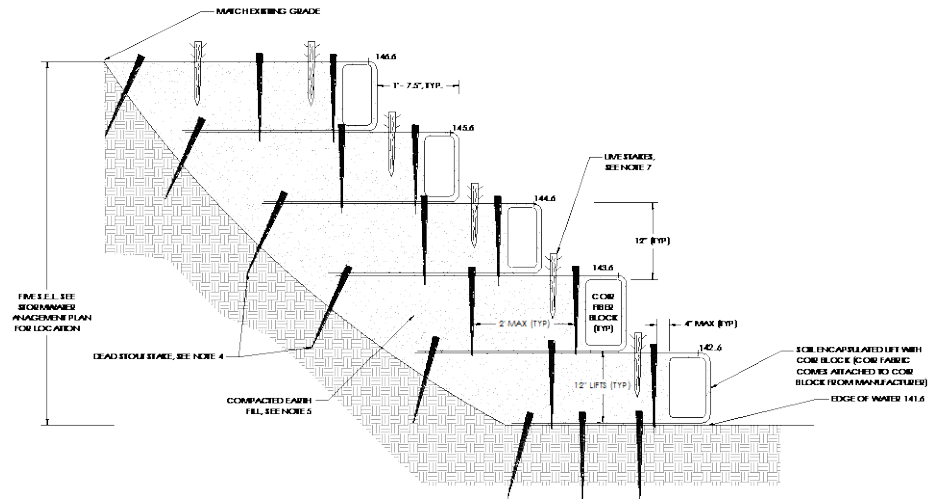 MATCH EXISTING GRADE
146.6
1'- 7.5", TYP.
145.6
LIVE STAKES,
SEE NOTE 7
144.6
12" (TYP)
143.6
FIVE S.E.L. SEE
STORMWATER
ANAGEMENT PLAN
FOR LOCATION
COIR
FIBER
BLOCK
(TYP)
2' MAX (TYP)
4" MAX (TYP)
DEAD STOUT STAKE, SEE NOTE 4
142.6
SOIL ENCAPSULATED LIFT WITH
COIR BLOCK (COIR FABRIC
COMES ATTACHED TO COIR
BLOCK FROM MANUFACTURER)
12" LIFTS (TYP)
COMPACTED EARTH
FILL, SEE NOTE 5
EDGE OF WATER 141.6